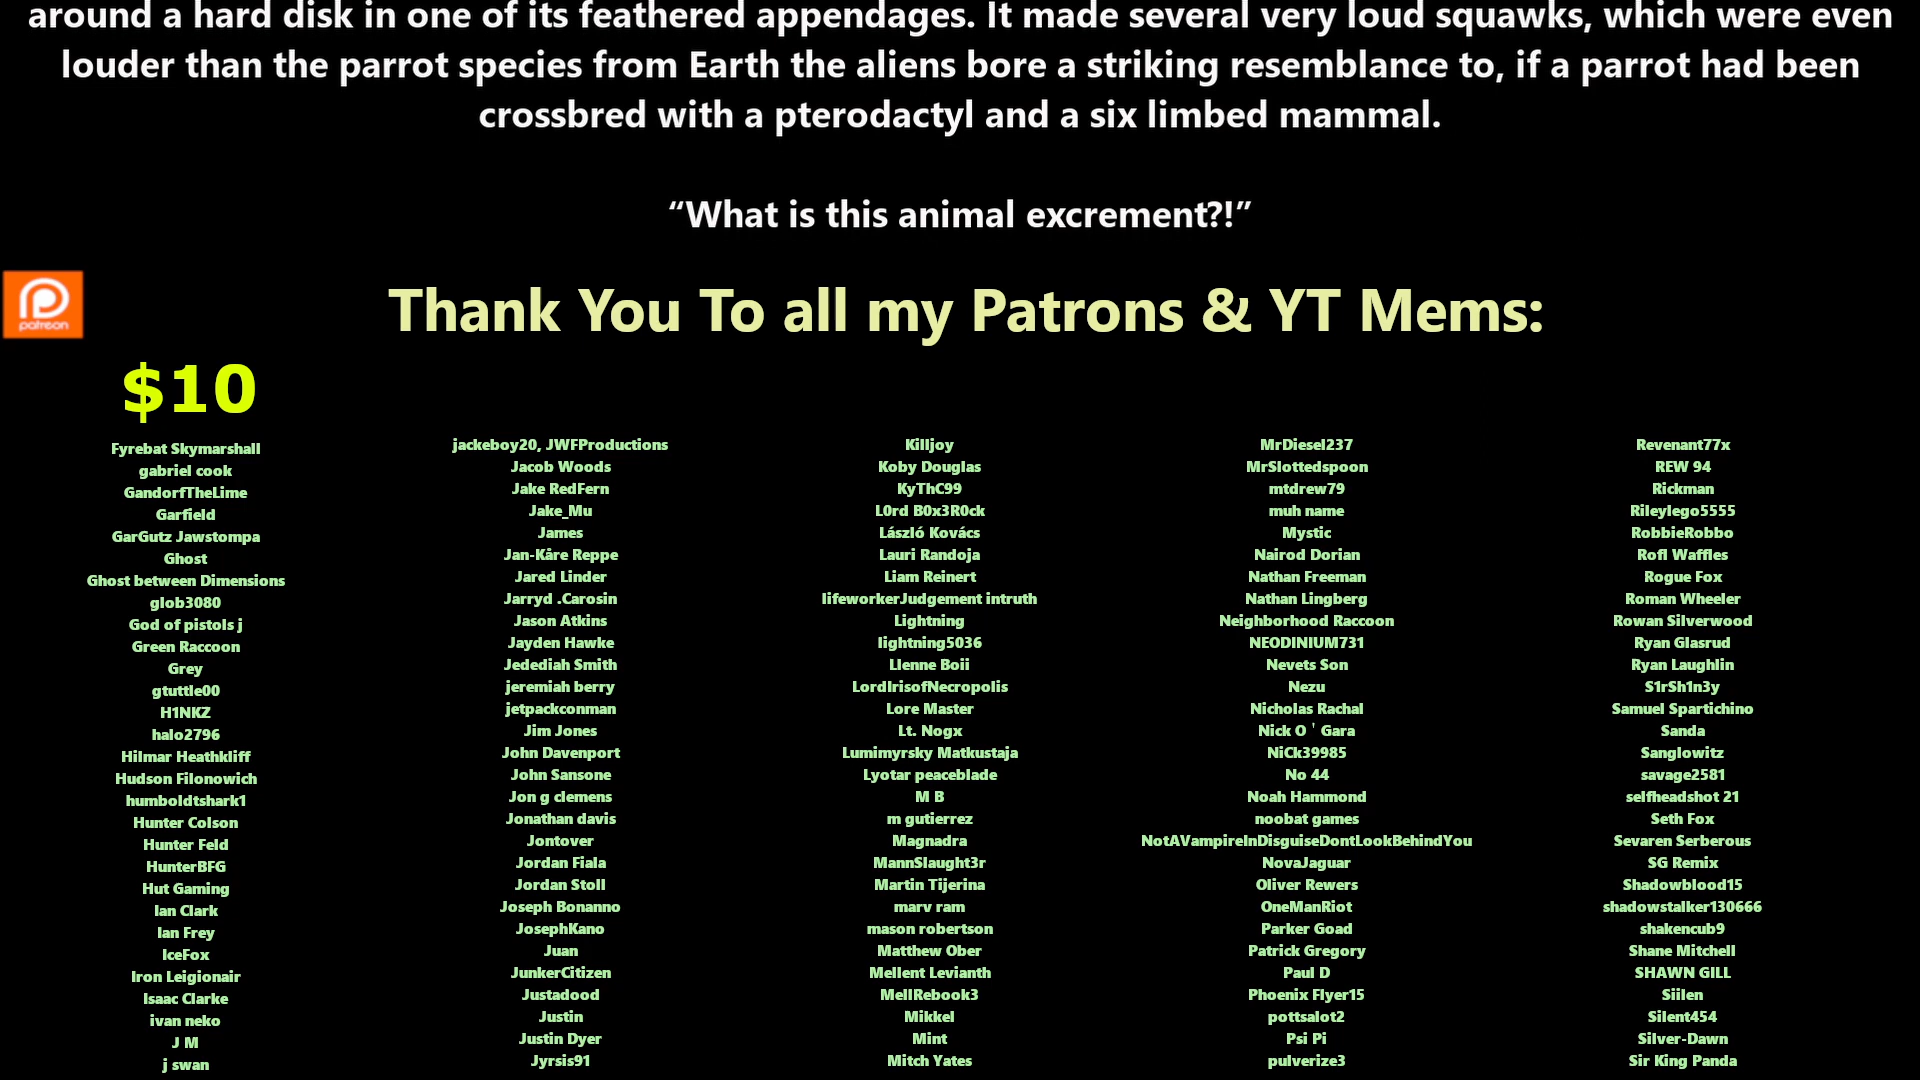 around a hard disk in one of its feathered appendages. It made several very loud squawks, which were even
louder than the parrot species from Earth the aliens bore a striking resemblance to, if a parrot had been
crossbred with a pterodactyl and a six limbed mammal.
“What is this animal excrement?!”
patreon
Thank You To all my Patrons & YT Mems:
$10
Fyrebat Skymarshall
gabriel cook
GandorfTheLime
Garfield
GarGutz Jawstompa
Ghost
Ghost between Dimensions
glob3080
God of pistols j
Green Raccoon
Grey
gtuttle00
H1NKZ
halo2796
Hilmar Heathkliff
Hudson Filonowich
humboldtshark1
Hunter Colson
Hunter Feld
HunterBFG
Hut Gaming
Ian Clark
Ian Frey
IceFox
Iron Leigionair
Isaac Clarke
ivan neko
J M
j swan
jackeboy20, JWFProductions
Jacob Woods
Jake RedFern
Jake_Mu
James
Jan-Kåre Reppe
Jared Linder
Jarryd .Carosin
Jason Atkins
Jayden Hawke
Jedediah Smith
jeremiah berry
jetpackconman
Jim Jones
John Davenport
John Sansone
Jon g clemens
Jonathan davis
Jontover
Jordan Fiala
Jordan Stoll
Joseph Bonanno
JosephKano
Juan
JunkerCitizen
Justadood
Justin
Justin Dyer
Jyrsis91
Killjoy
Koby Douglas
KyThC99
L0rd B0x3R0ck
László Kovács
Lauri Randoja
Liam Reinert
lifeworkerJudgement intruth
Lightning
lightning5036
Llenne Boii
LordIrisofNecropolis
Lore Master
Lt. Nogx
Lumimyrsky Matkustaja
Lyotar peaceblade
M B
m gutierrez
Magnadra
MannSlaught3r
Martin Tijerina
marv ram
mason robertson
Matthew Ober
Mellent Levianth
MellRebook3
Mikkel
Mint
Mitch Yates
MrDiesel237
MrSlottedspoon
mtdrew79
muh name
Mystic
Nairod Dorian
Nathan Freeman
Nathan Lingberg
Neighborhood Raccoon
NEODINIUM731
Nevets Son
Nezu
Nicholas Rachal
Nick O ' Gara
NiCk39985
No 44
Noah Hammond
noobat games
NotAVampireInDisguiseDontLookBehindYou
NovaJaguar
Oliver Rewers
OneManRiot
Parker Goad
Patrick Gregory
Paul D
Phoenix Flyer15
pottsalot2
Psi Pi
pulverize3
Revenant77x
REW 94
Rickman
Rileylego5555
RobbieRobbo
Rofl Waffles
Rogue Fox
Roman Wheeler
Rowan Silverwood
Ryan Glasrud
Ryan Laughlin
S1rSh1n3y
Samuel Spartichino
Sanda
Sanglowitz
savage2581
selfheadshot 21
Seth Fox
Sevaren Serberous
SG Remix
Shadowblood15
shadowstalker130666
shakencub9
Shane Mitchell
SHAWN GILL
Siilen
Silent454
Silver-Dawn
Sir King Panda